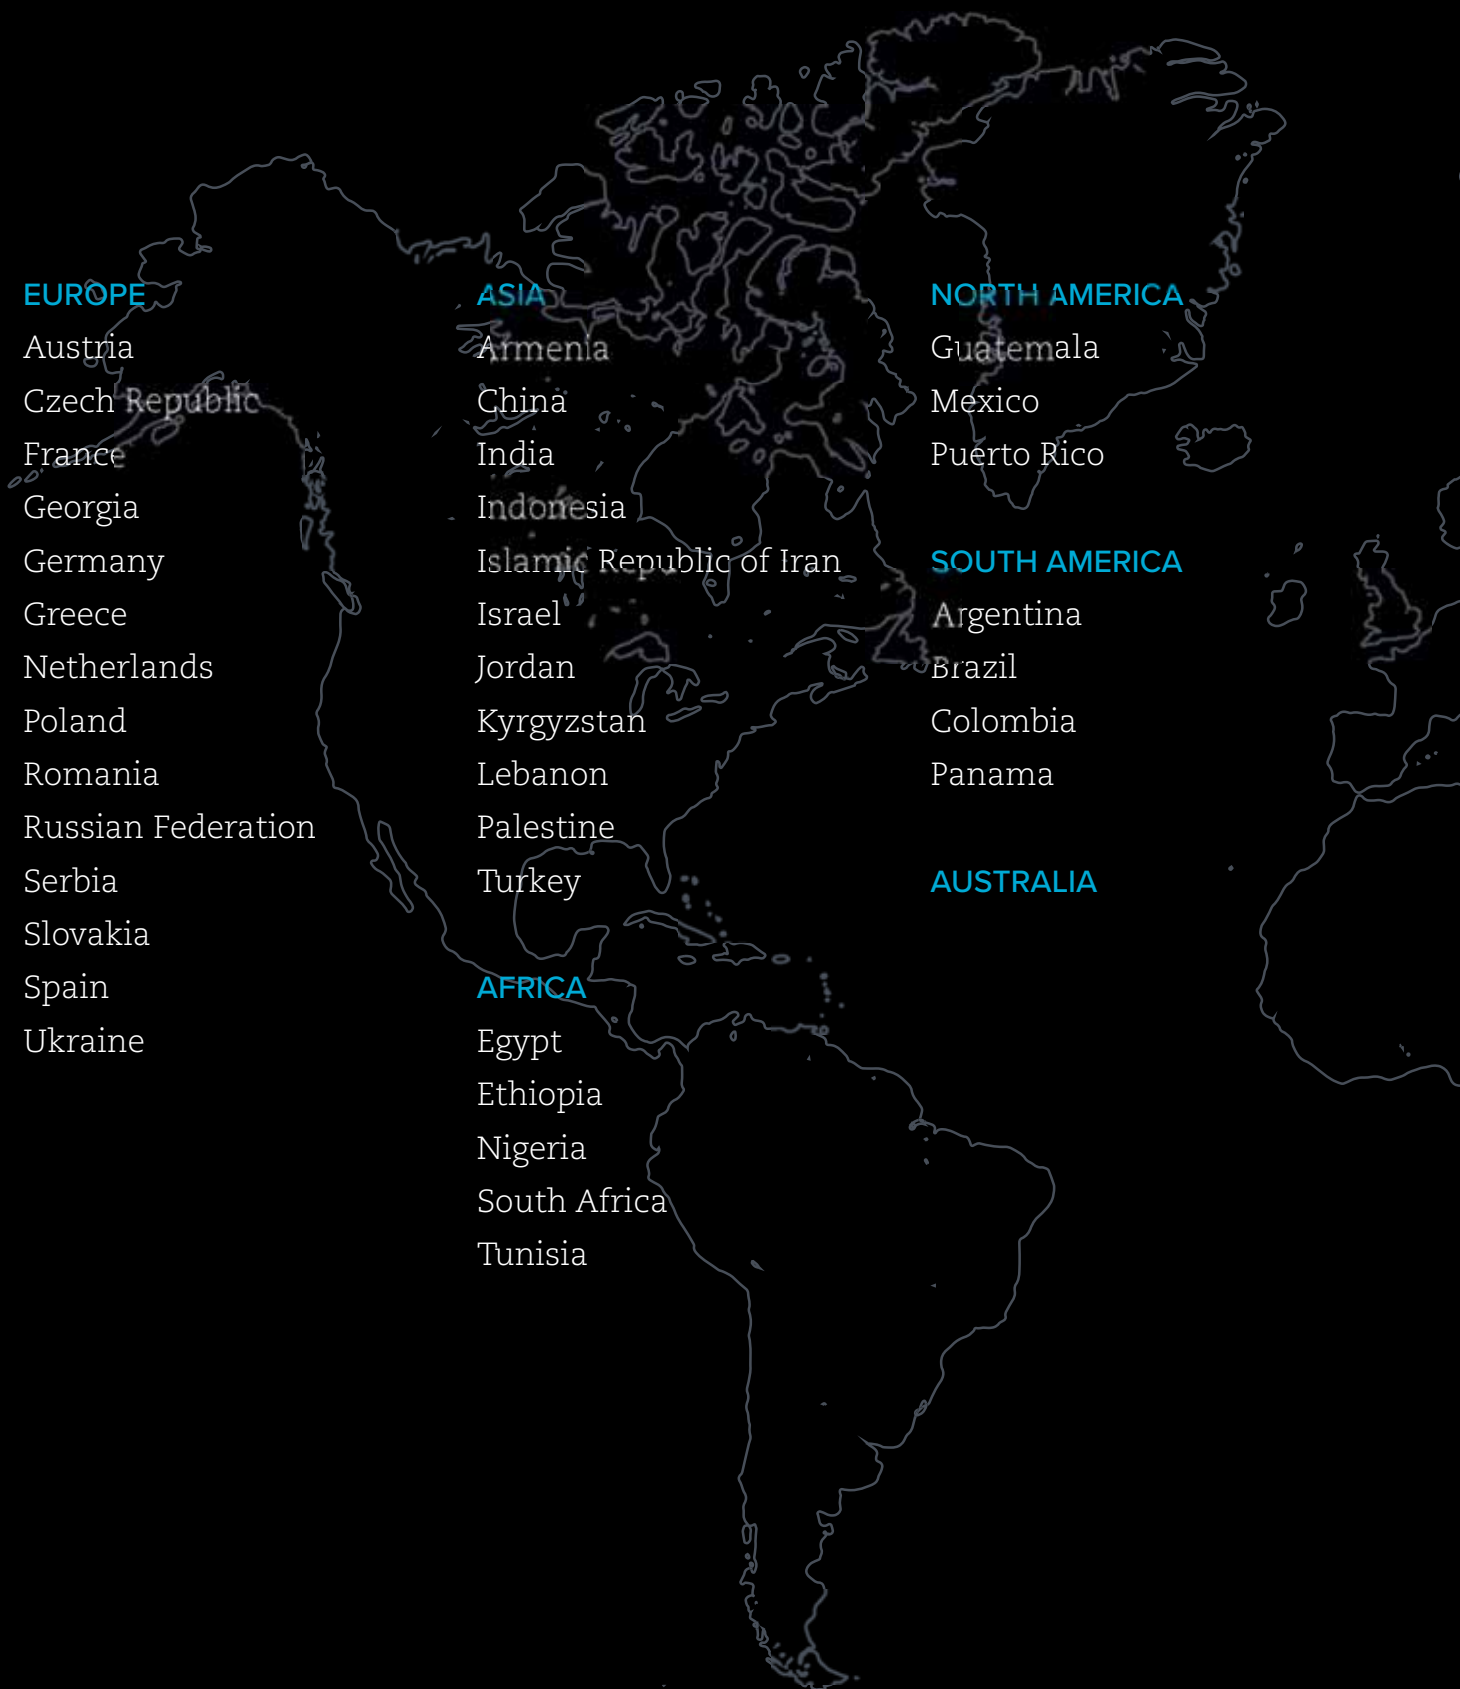 EUROPE
Austria
Czech Republic
France
Georgia
Germany
Greece
Netherlands
Poland
Romania
Russian Federation
Serbia
Slovakia
Spain
Ukraine
ASIA
Armenia
China
India
Indonesia
Islamic Republic of Iran
Israel
Jordan
Kyrgyzstan
Lebanon
Palestine
Turkey
AFRICA
Egypt
Ethiopia
Nigeria
South Africa
Tunisia
NORTH AMERICA
Guatemala
Mexico
Puerto Rico
SOUTH AMERICA
Argentina
Brazil
Colombia
Panama
AUSTRALIA